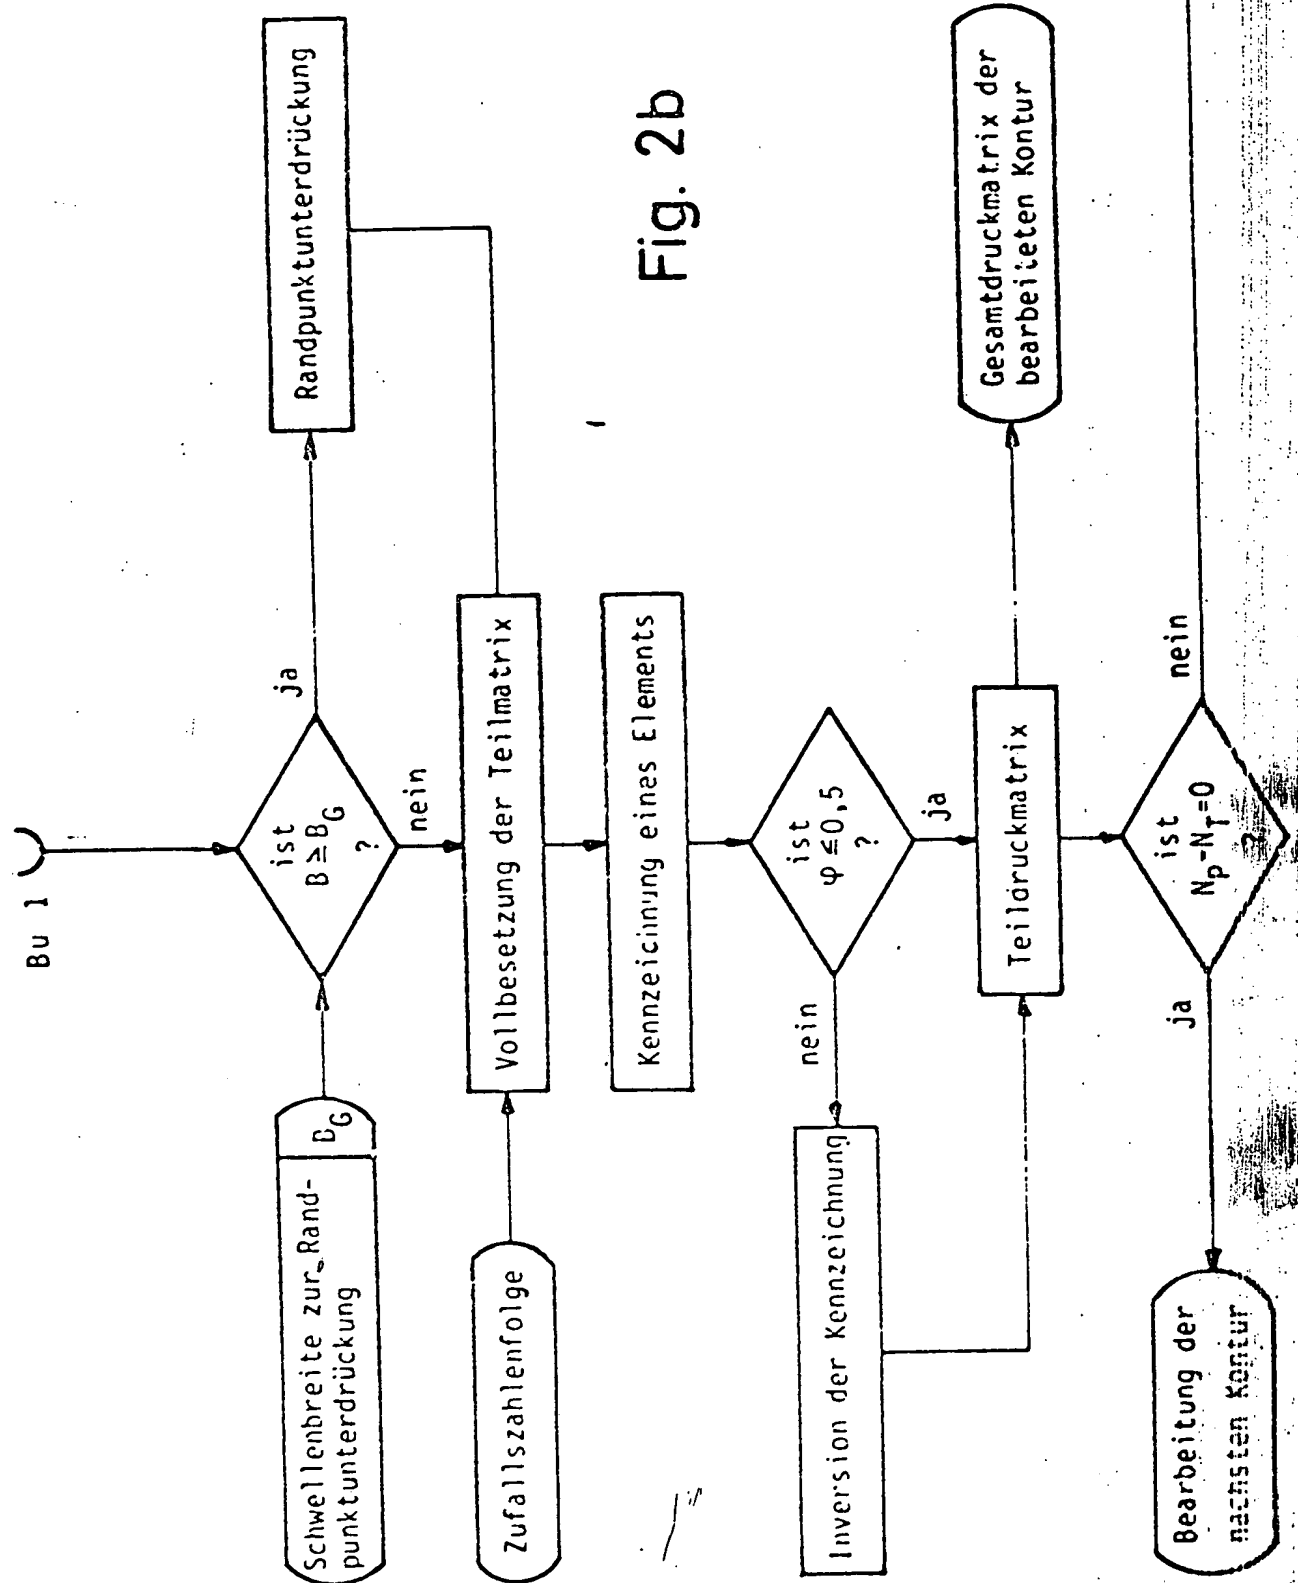 Bu 1
Schwellenbreite zur Rand-
punktunterdrückung
B_G
ist
B ≥ B_G
?
ja
nein
Randpunktunterdrückung
Zufallszahlenfolge
Vollbesetzung der Teilmatrix
Kennzeichnung eines Elements
Fig. 2b
ist
φ ≤ 0,5
?
nein
ja
Inversion der Kennzeichnung
Teildruckmatrix
Gesamtdruckmatrix der
bearbeiteten Kontur
ist
N_P-N_T=0
?
ja
nein
Bearbeitung der
nächsten Kontur